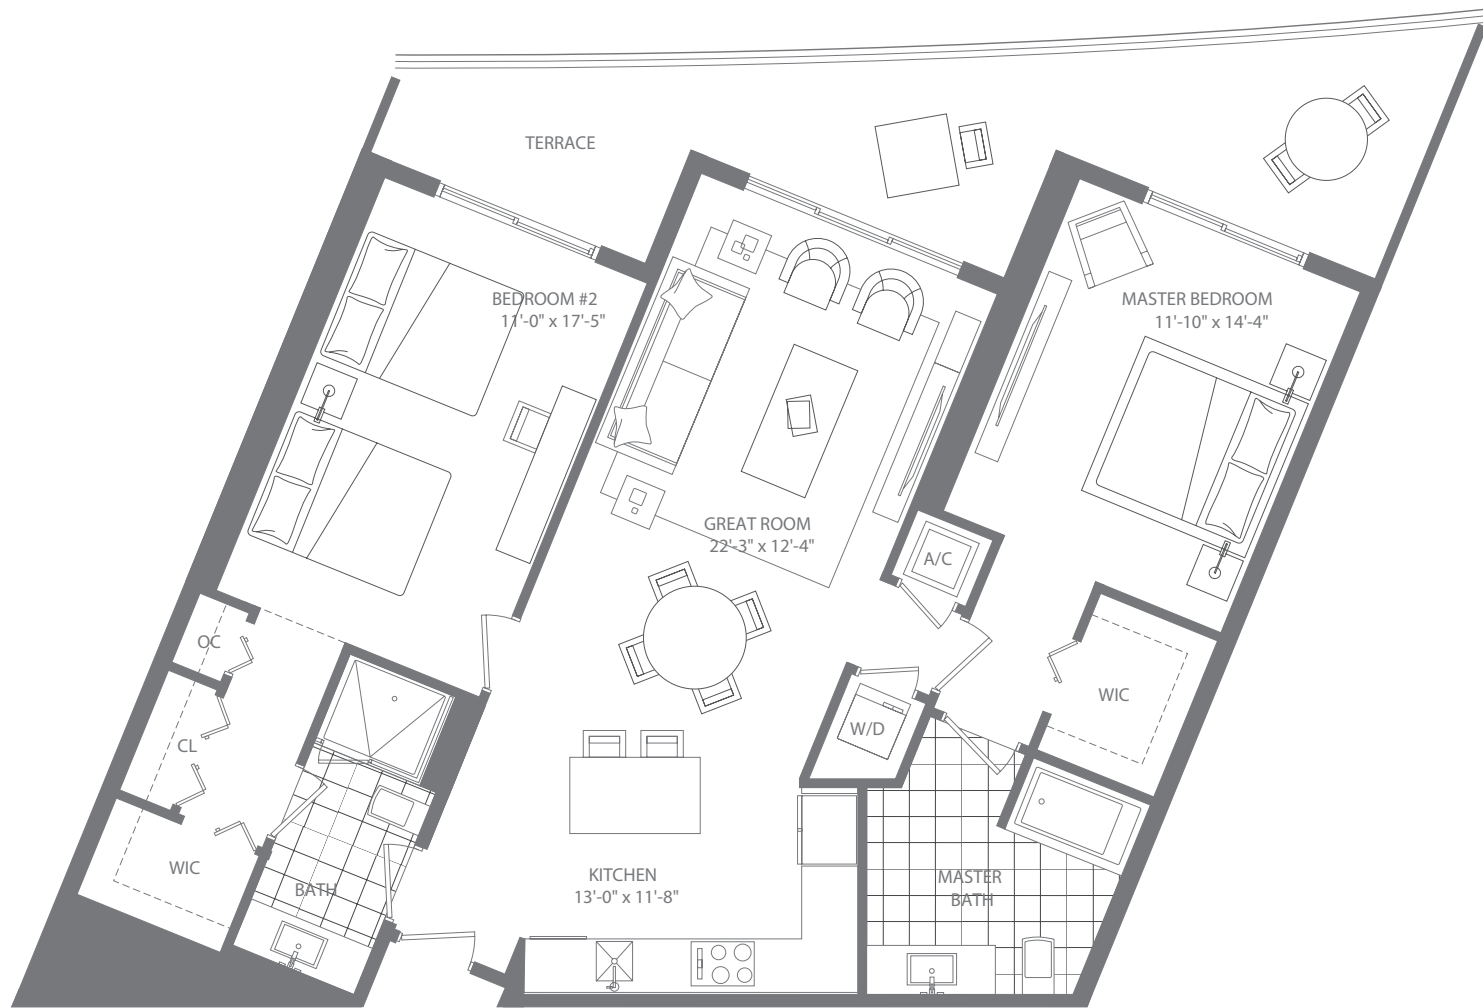 TERRACE
BEDROOM #2
11'-0" x 17'-5"
MASTER BEDROOM
11'-10" x 14'-4"
GREAT ROOM
22'-3" x 12'-4"
A/C
OC
WIC
W/D
CL
WIC
BATH
KITCHEN
13'-0" x 11'-8"
MASTER
BATH